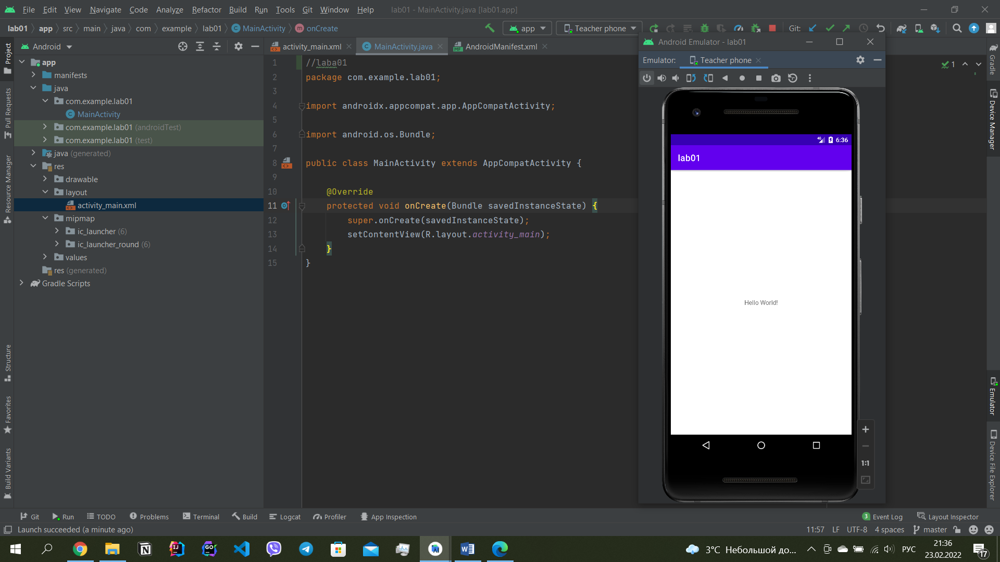 File Edit View Navigate Code Analyze Refactor Build Run Tools Git Window Help lab01 - MainActivity.java [lab01.app]
lab01 app src main java com example lab01 MainActivity onCreate app Teacher phone Git:
Android
activity_main.xml MainActivity.java AndroidManifest.xml
Project
Pull Requests
Resource Manager
Structure
Favorites
Build Variants
app
manifests
java
com.example.lab01
MainActivity
com.example.lab01 (androidTest)
com.example.lab01 (test)
java (generated)
res
drawable
layout
activity_main.xml
mipmap
ic_launcher (6)
ic_launcher_round (6)
values
res (generated)
Gradle Scripts
1 //laba01
2 package com.example.lab01;
3
4 import androidx.appcompat.app.AppCompatActivity;
5
6 import android.os.Bundle;
7
8 public class MainActivity extends AppCompatActivity {
9
10 @Override
11 protected void onCreate(Bundle savedInstanceState) {
12 super.onCreate(savedInstanceState);
13 setContentView(R.layout.activity_main);
14 }
15 }
1
Android Emulator - lab01
Emulator: Teacher phone
4G 6:36
lab01
Hello World!
1:1
Gradle
Device Manager
Emulator
Device File Explorer
Git Run TODO Problems Terminal Build Logcat Profiler App Inspection 3 Event Log Layout Inspector
Launch succeeded (a minute ago) 11:57 LF UTF-8 4 spaces master
3°C Небольшой до... РУС 21:36
23.02.2022
17